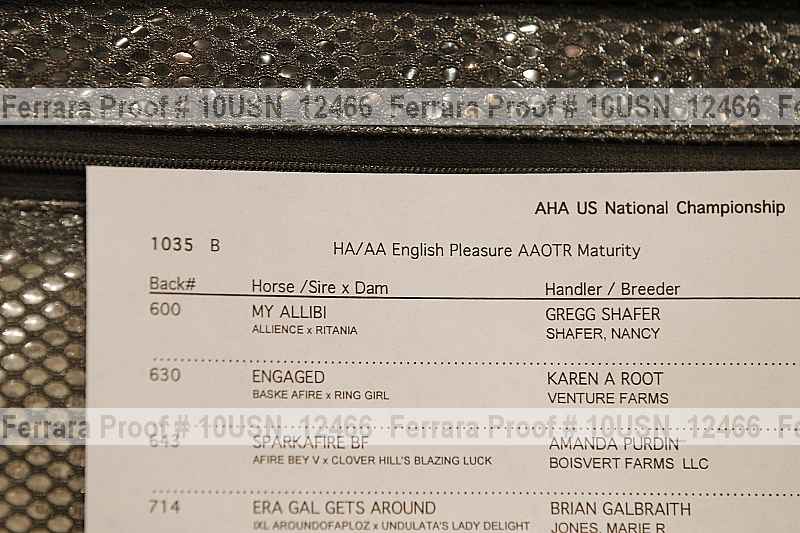 Ferrara Proof # 10USN_12466 Ferrara Proof # 10USN_12466 Fe
AHA US National Championship
1035 B HA/AA English Pleasure AAOTR Maturity
Back# Horse /Sire x Dam Handler / Breeder
600 MY ALLIBI GREGG SHAFER
ALLIENCE x RITANIA SHAFER, NANCY
630 ENGAGED KAREN A ROOT
BASKE AFIRE x RING GIRL VENTURE FARMS
Ferrara Proof # 10USN_12466 Ferrara Proof # 10USN_12466 Fe
643 SPARKAFIRE BF AMANDA PURDIN
AFIRE BEY V x CLOVER HILL'S BLAZING LUCK BOISVERT FARMS LLC
714 ERA GAL GETS AROUND BRIAN GALBRAITH
IXL AROUNDOFAPLOZ x UNDULATA'S LADY DELIGHT JONES, MARIE R